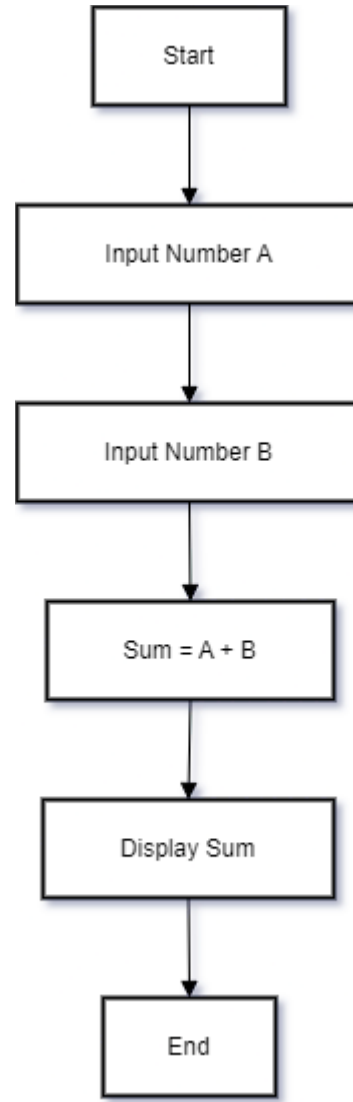 Start
Input Number A
Input Number B
Sum = A + B
Display Sum
End